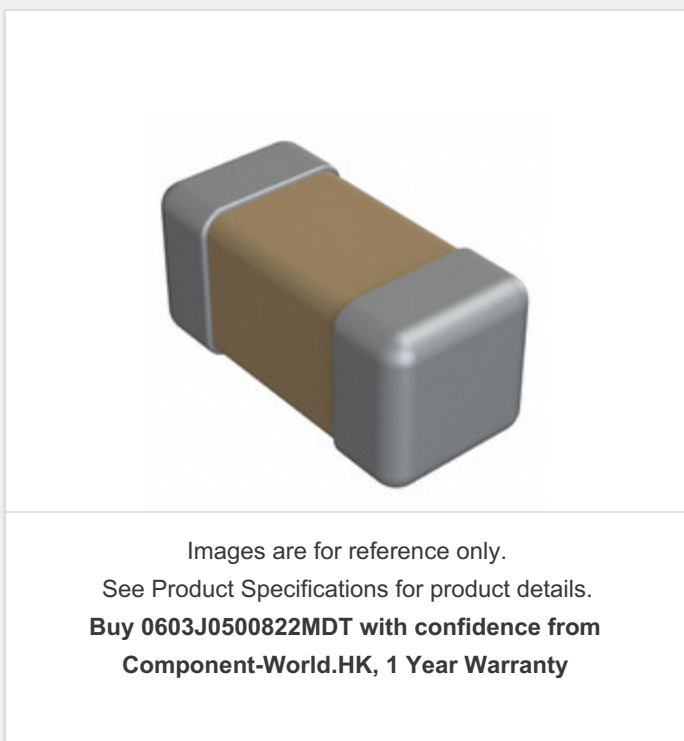 Images are for reference only.
See Product Specifications for product details.
Buy 0603J0500822MDT with confidence from
Component-World.HK, 1 Year Warranty